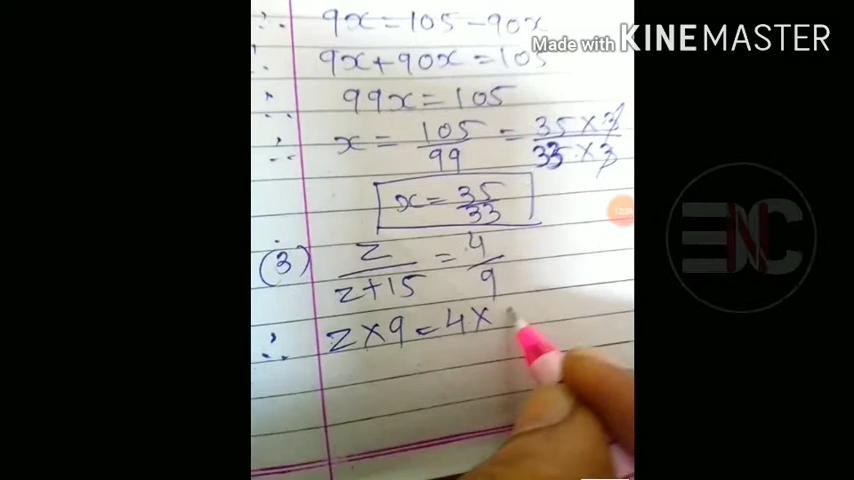 ∴ 9x = 105 - 90x
Made with KINEMASTER
∴ 9x + 90x = 105
∴ 99x = 105
∴ x = 105/99 = 35 × 3/33 × 3
x = 35/33
(3) z/z+15 = 4/9
∴ z × 9 = 4 ×